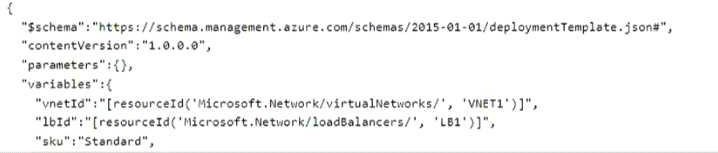 {
"$schema":"https://schema.management.azure.com/schemas/2015-01-01/deploymentTemplate.json#",
"contentVersion":"1.0.0.0",
"parameters":{},
"variables":{
"vnetId":"[resourceId('Microsoft.Network/virtualNetworks/', 'VNET1')]",
"lbId":"[resourceId('Microsoft.Network/loadBalancers/', 'LB1')]",
"sku":"Standard",